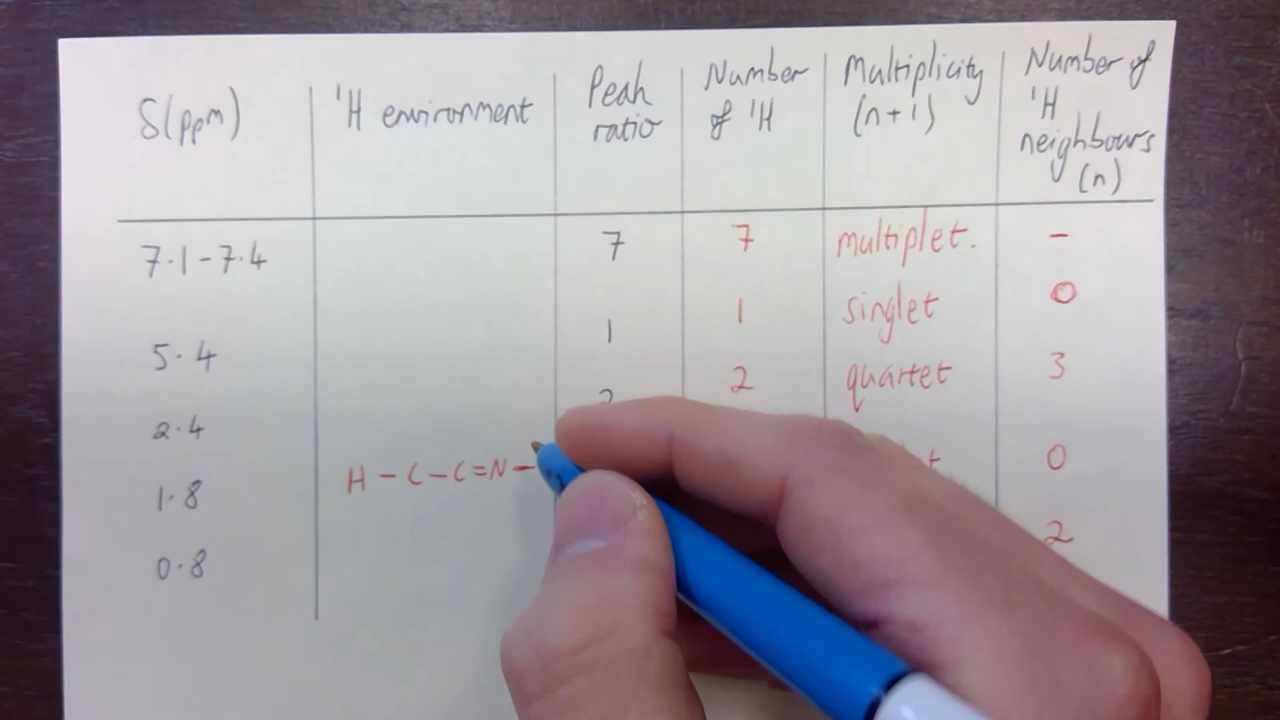 δ(ppm) ¹H environment Peak ratio Number of ¹H Multiplicity (n+1) Number of ¹H neighbours (n)
7.1-7.4 7 7 multiplet. -
5.4 1 1 singlet 0
2.4 2 quartet 3
1.8 H-C-C=N- 0
0.8 2